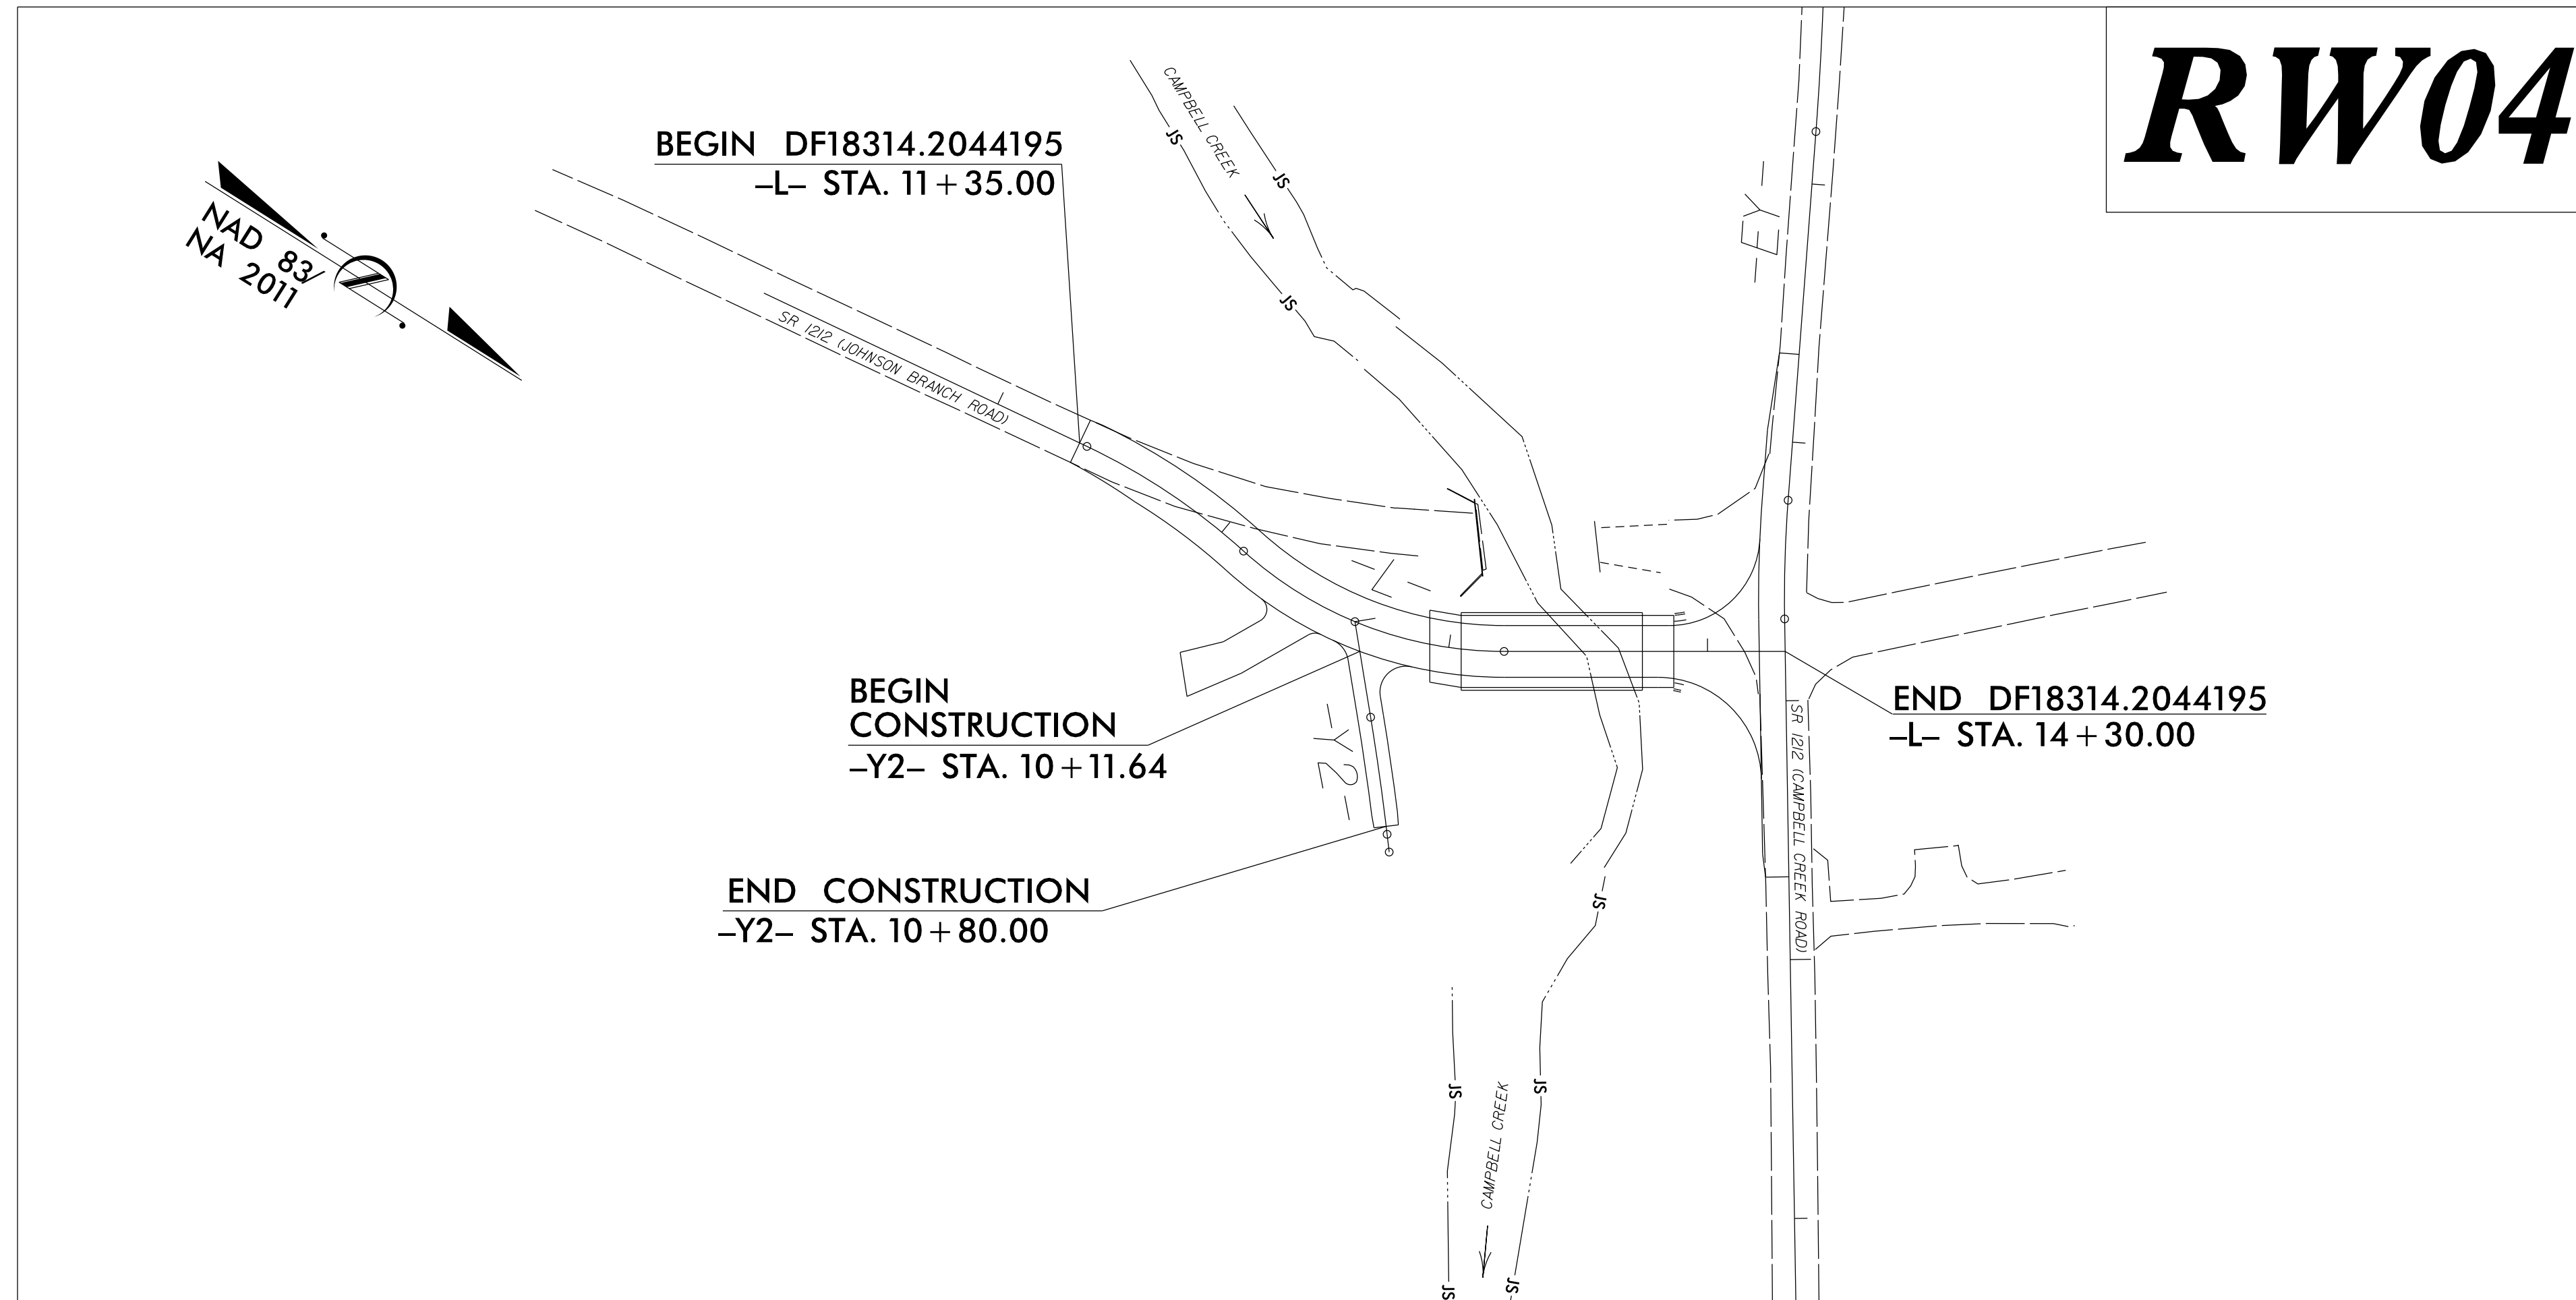 RW04
CAMPBELL CREEK
JS
JS
JS
BEGIN DF18314.2044195
-L- STA. 11+35.00
NAD 83/
NA 2011
SR 1212 (JOHNSON BRANCH ROAD)
-EY-
-L-
BEGIN
CONSTRUCTION
-Y2- STA. 10+11.64
-Y2-
END DF18314.2044195
-L- STA. 14+30.00
SR 1212 (CAMPBELL CREEK ROAD)
END CONSTRUCTION
-Y2- STA. 10+80.00
JS
JS
JS
CAMPBELL CREEK
JS
JS